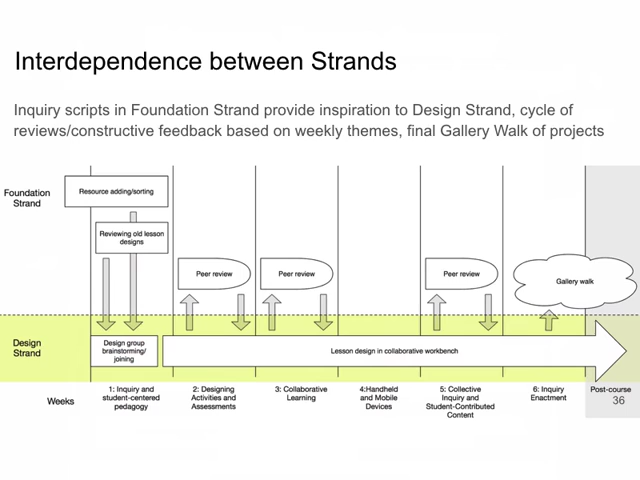 Interdependence between Strands
Inquiry scripts in Foundation Strand provide inspiration to Design Strand, cycle of
reviews/constructive feedback based on weekly themes, final Gallery Walk of projects
Foundation
Strand
Resource adding/sorting
Reviewing old lesson
designs
Peer review
Peer review
Peer review
Gallery walk
Design
Strand
Design group
brainstorming/
joining
Lesson design in collaborative workbench
Weeks
1: Inquiry and
student-centered
pedagogy
2: Designing
Activities and
Assessments
3: Collaborative
Learning
4:Handheld
and Mobile
Devices
5: Collective
Inquiry and
Student-Contributed
Content
6: Inquiry
Enactment
Post-course
36